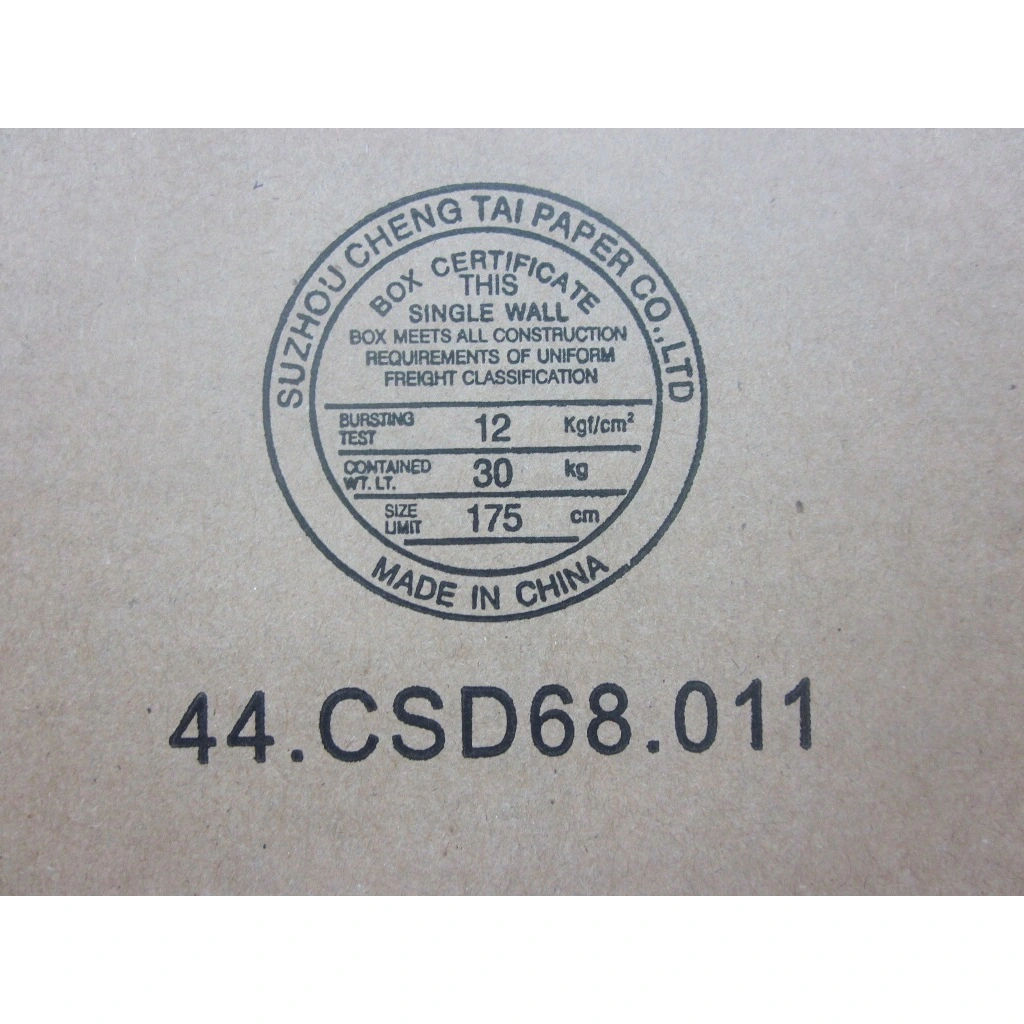 SUZHOU CHENG TAI PAPER CO.,LTD
BOX CERTIFICATE
THIS
SINGLE WALL
BOX MEETS ALL CONSTRUCTION
REQUIREMENTS OF UNIFORM
FREIGHT CLASSIFICATION
BURSTING TEST 12 Kgf/cm²
CONTAINED WT. LT. 30 kg
SIZE LIMIT 175 cm
MADE IN CHINA
44.CSD68.011